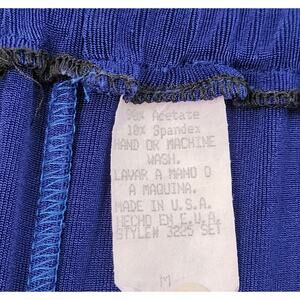 90% Acetate
10% Spandex
HAND OR MACHINE
WASH.
LAVAR A MANO O
A MAQUINA.
MADE IN U.S.A.
HECHO EN E.U.A.
STYLE# 3225 SET
M